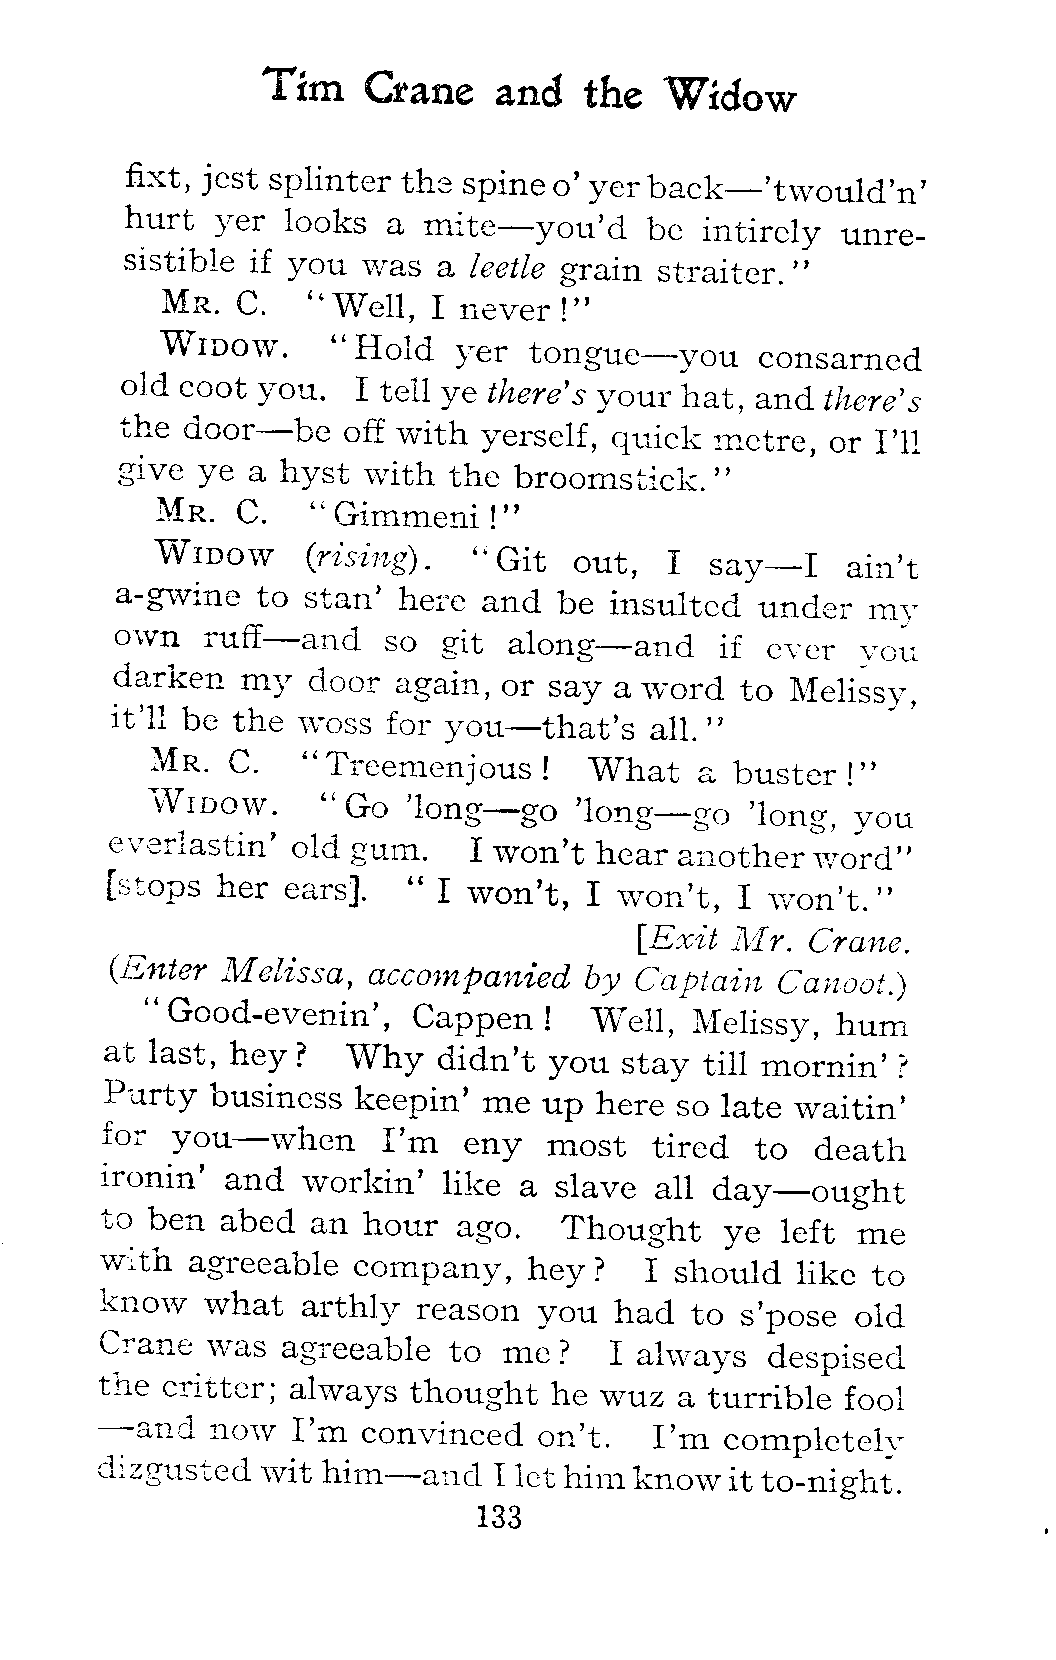 Tim Crane and the Widow
fixt, jest splinter the spine o' yer back—'twould'n'
hurt yer looks a mite—you'd be intirely unre-
sistible if you was a leetle grain straiter."
MR. C. "Well, I never!"
WIDOW. "Hold yer tongue—you consarned
old coot you. I tell ye there's your hat, and there's
the door—be off with yerself, quick metre, or I'll
give ye a hyst with the broomstick."
MR. C. "Gimmeni!"
WIDOW (rising). "Git out, I say—I ain't
a-gwine to stan' here and be insulted under my
own ruff—and so git along—and if ever you
darken my door again, or say a word to Melissy,
it'll be the woss for you—that's all."
MR. C. "Treemenjous! What a buster!"
WIDOW. "Go 'long—go 'long—go 'long, you
everlastin' old gum. I won't hear another word"
[stops her ears]. "I won't, I won't, I won't."
[Exit Mr. Crane.
(Enter Melissa, accompanied by Captain Canoot.)
"Good-evenin', Cappen! Well, Melissy, hum
at last, hey? Why didn't you stay till mornin'?
Purty business keepin' me up here so late waitin'
for you—when I'm eny most tired to death
ironin' and workin' like a slave all day—ought
to ben abed an hour ago. Thought ye left me
with agreeable company, hey? I should like to
know what arthly reason you had to s'pose old
Crane was agreeable to me? I always despised
the critter; always thought he wuz a turrible fool
—and now I'm convinced on't. I'm completely
dizgusted wit him—and I let him know it to-night.
133